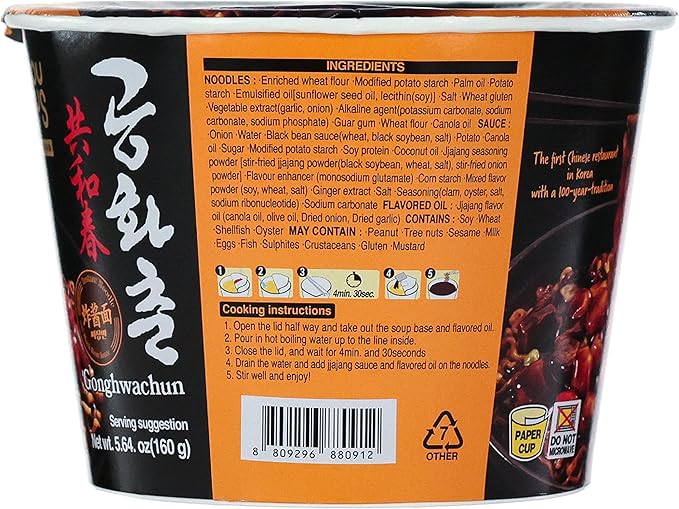 공화춘
共和春
炸醬面
짜장면
Gonghwachun
Serving suggestion
Net wt. 5.64. oz(160 g)
INGREDIENTS
NOODLES : ·Enriched wheat flour ·Modified potato starch ·Palm oil ·Potato
starch ·Emulsified oil[sunflower seed oil, lecithin(soy)] ·Salt ·Wheat gluten
·Vegetable extract(garlic, onion) ·Alkaline agent(potassium carbonate, sodium
carbonate, sodium phosphate) ·Guar gum ·Wheat flour ·Canola oil SAUCE :
·Onion ·Water ·Black bean sauce(wheat, black soybean, salt) ·Potato ·Canola
oil ·Sugar ·Modified potato starch ·Soy protein ·Coconut oil ·Jjajang seasoning
powder [stir-fried jjajang powder(black soybean, wheat, salt), stir-fried onion
powder] ·Flavour enhancer (monosodium glutamate) ·Corn starch ·Mixed flavor
powder (soy, wheat, salt) ·Ginger extract ·Salt ·Seasoning(clam, oyster, salt,
sodium ribonucleotide) ·Sodium carbonate FLAVORED OIL : ·Jjajang flavor
oil (canola oil, olive oil, Dried onion, Dried garlic) CONTAINS : ·Soy ·Wheat
·Shellfish ·Oyster MAY CONTAIN : ·Peanut ·Tree nuts ·Sesame ·Milk
·Eggs ·Fish ·Sulphites ·Crustaceans ·Gluten ·Mustard
1 2 3 4 5
4min. 30sec.
Cooking instructions
1. Open the lid half way and take out the soup base and flavored oil.
2. Pour in hot boiling water up to the line inside.
3. Close the lid, and wait for 4min. and 30seconds
4. Drain the water and add jjajang sauce and flavored oil on the noodles.
5. Stir well and enjoy!
8 809296 880912
7
OTHER
PAPER
CUP
DO NOT
MICROWAVE
The first Chinese restaurant
in Korea
with a 100-year-tradition